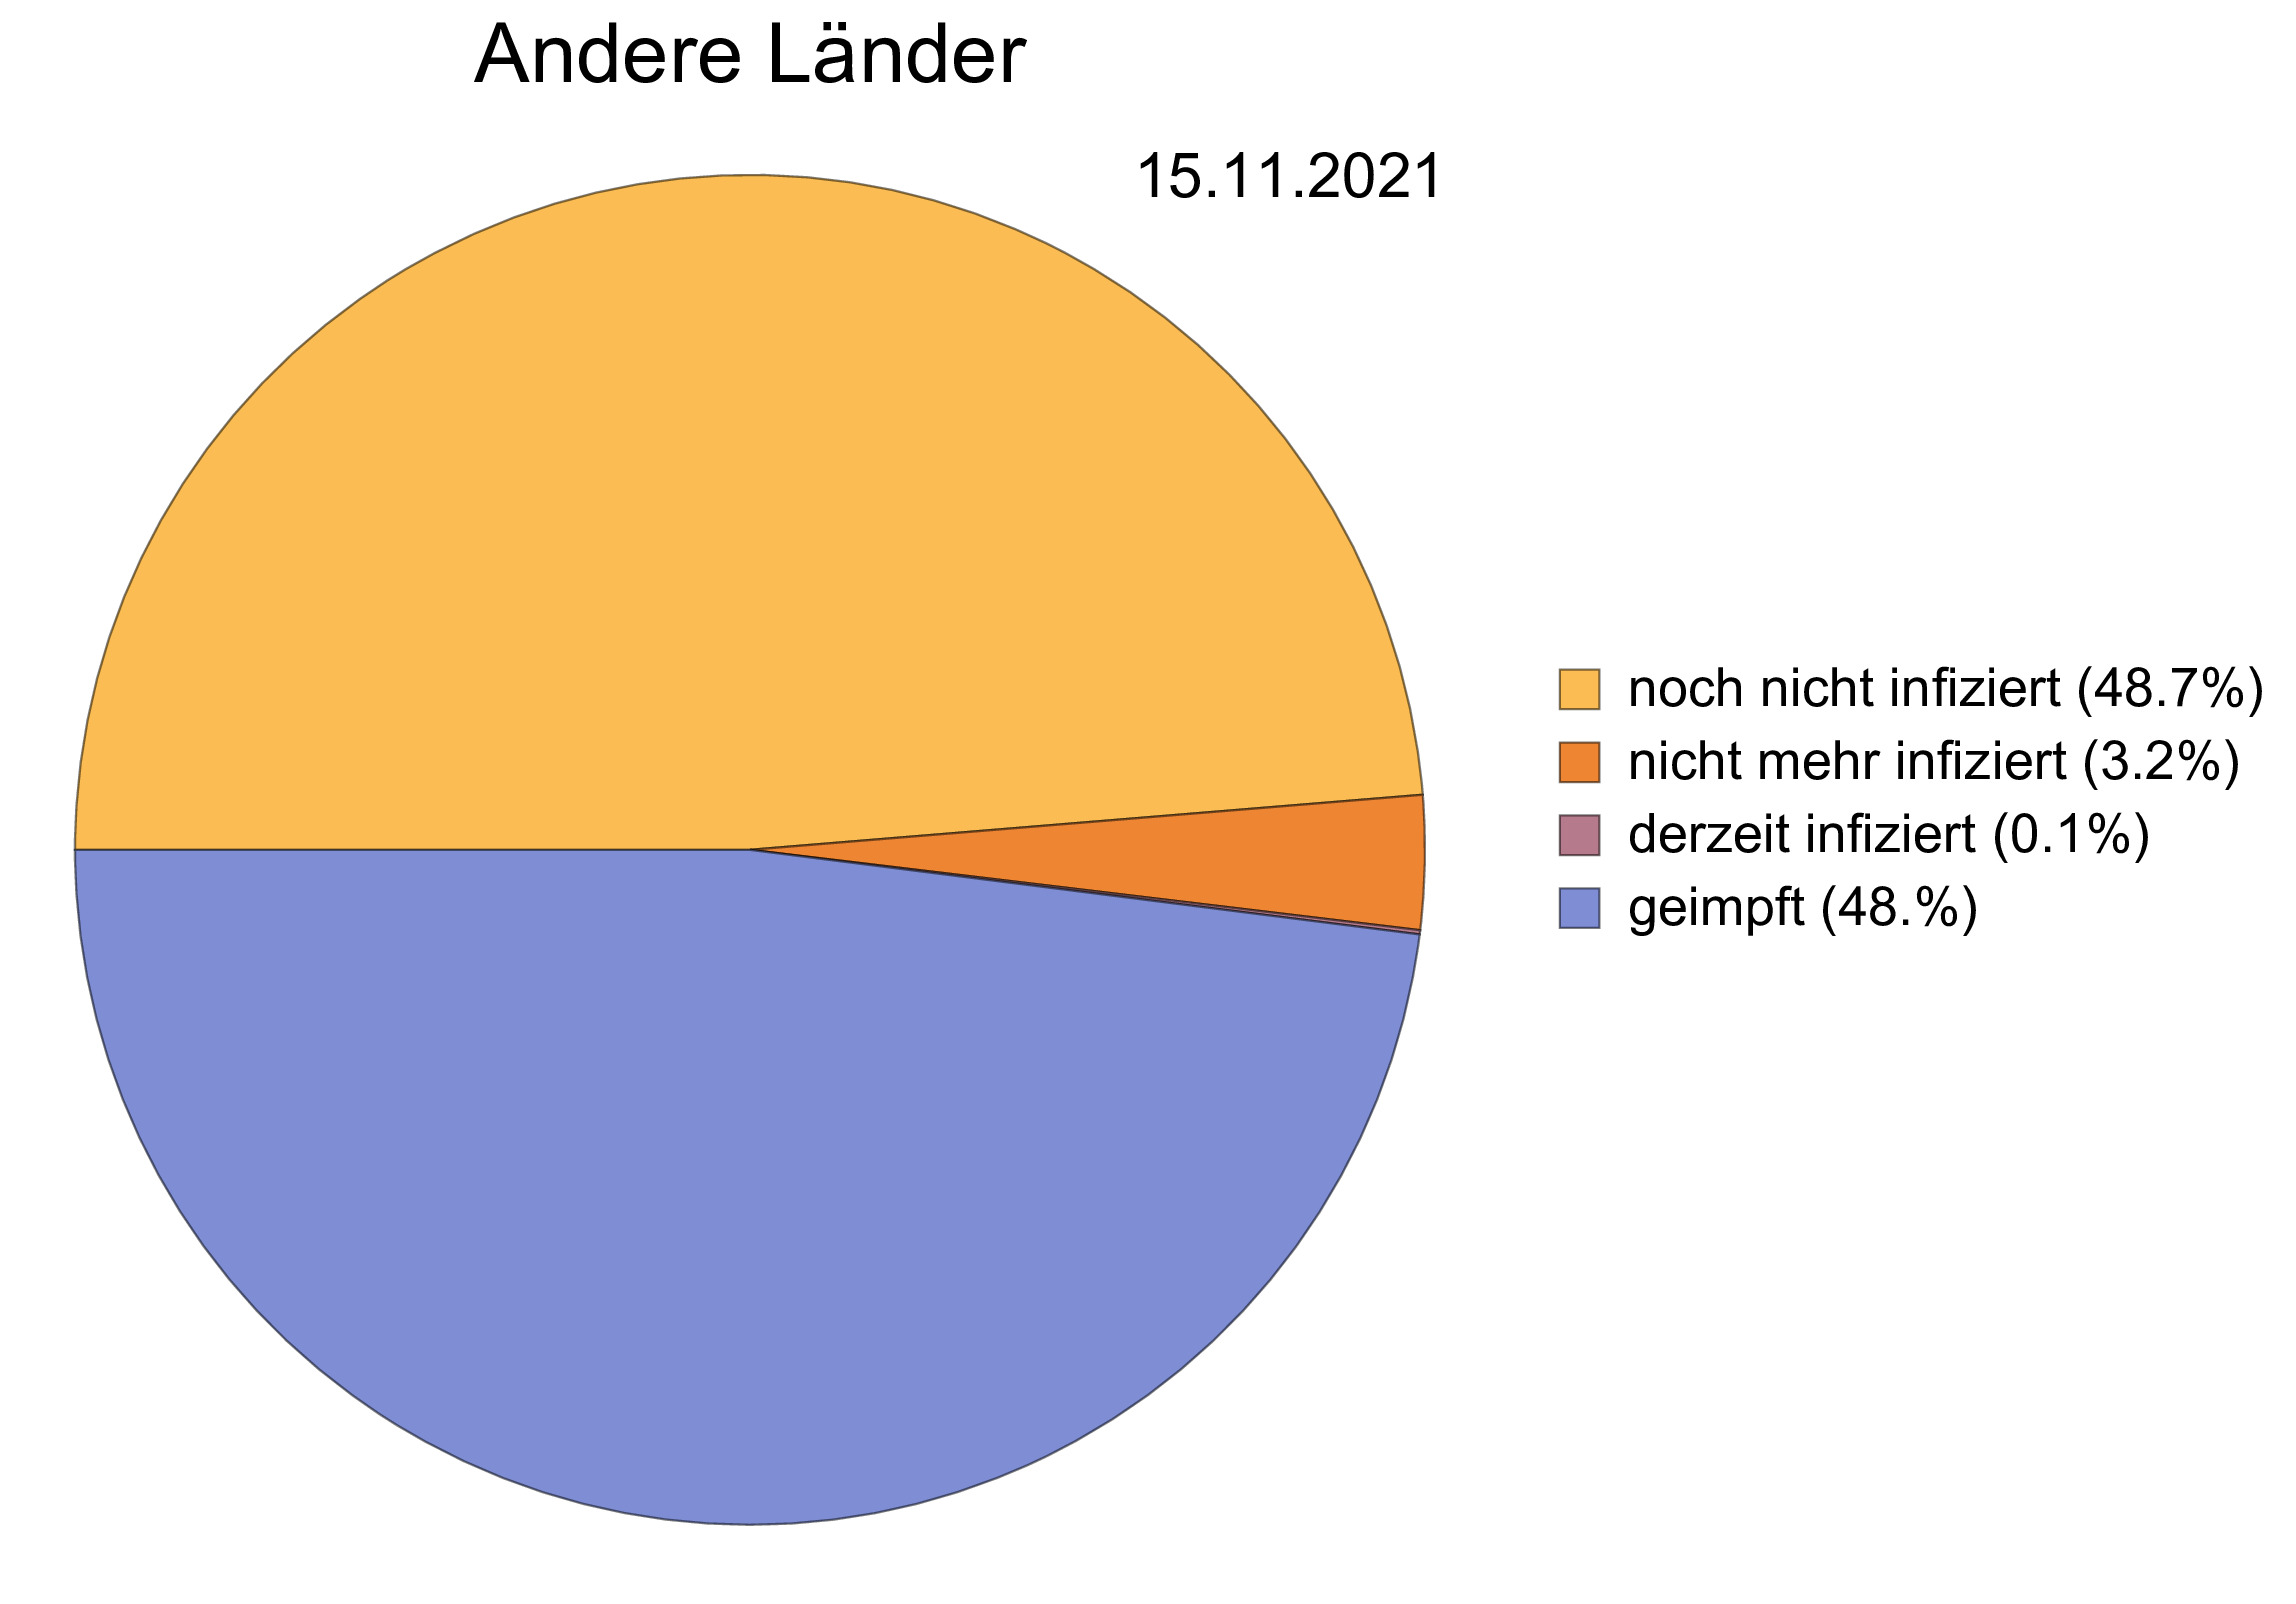 Andere Länder
15.11.2021
noch nicht infiziert (48.7%)
nicht mehr infiziert (3.2%)
derzeit infiziert (0.1%)
geimpft (48.%)